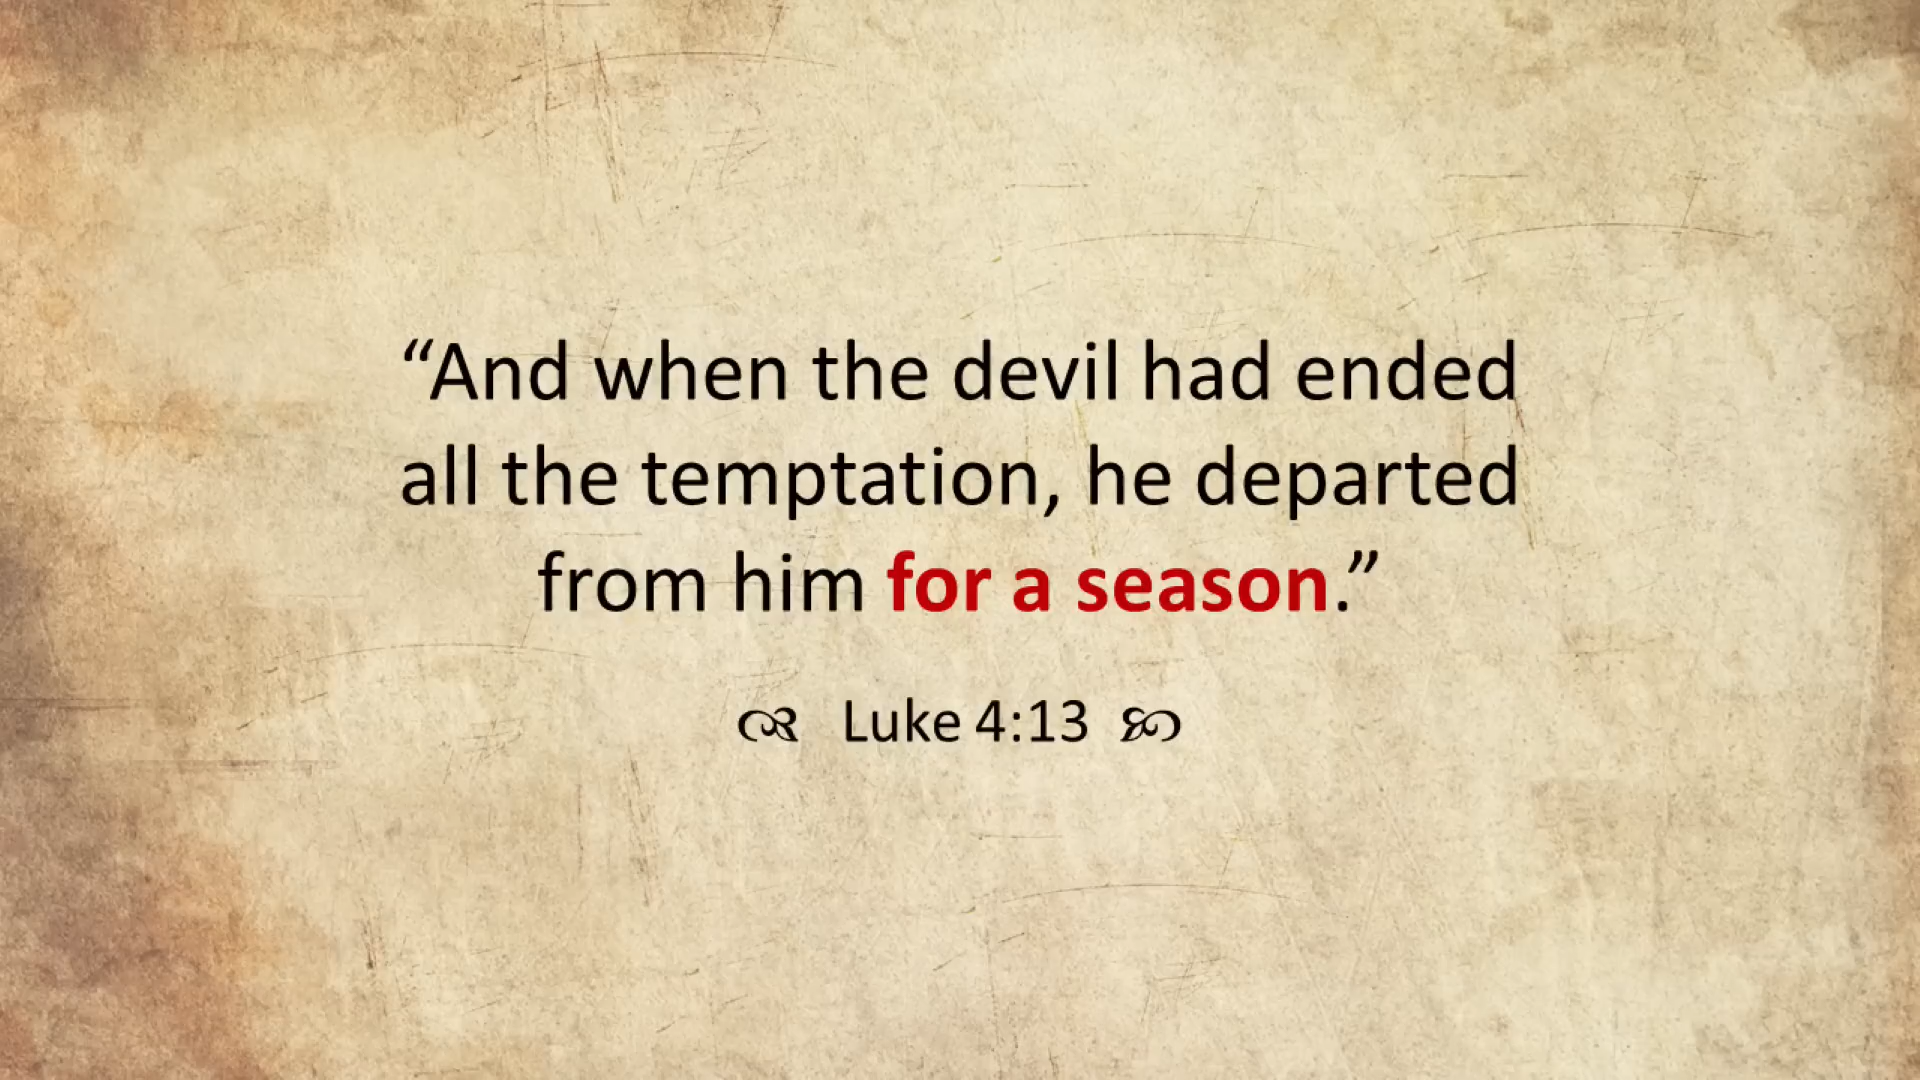 “And when the devil had ended
all the temptation, he departed
from him for a season.”
Luke 4:13